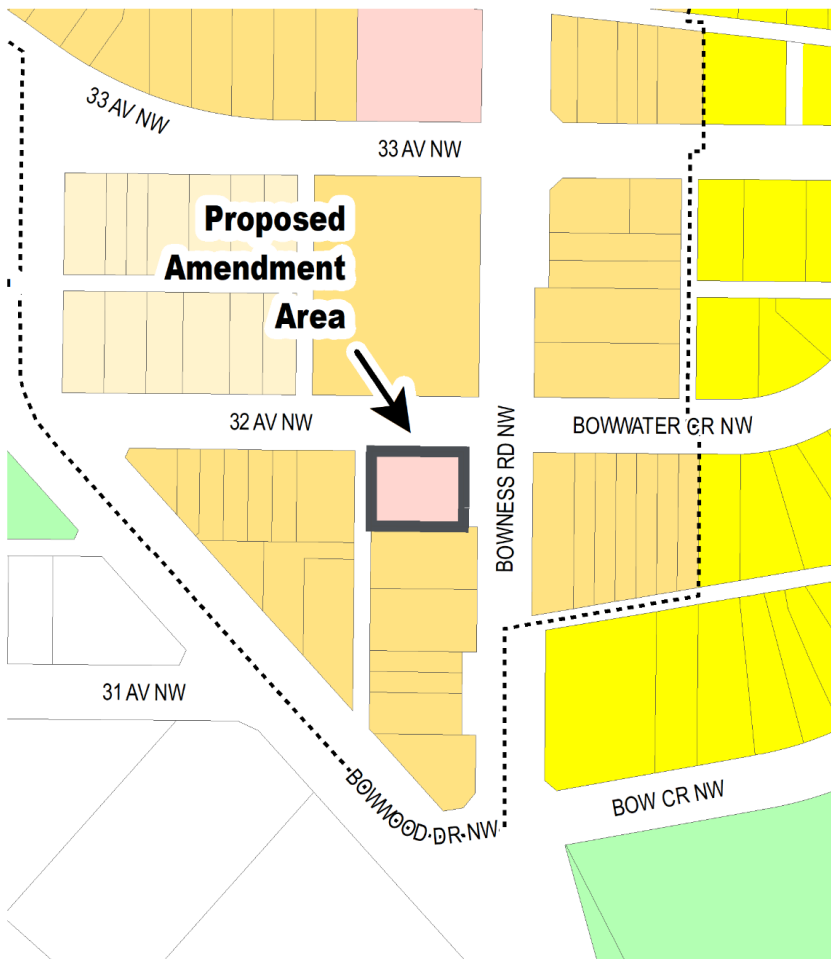 33 AV NW
33 AV NW
Proposed
Amendment
Area
32 AV NW
BOWWATER CR NW
BOWNESS RD NW
31 AV NW
BOWWOOD DR NW
BOW CR NW